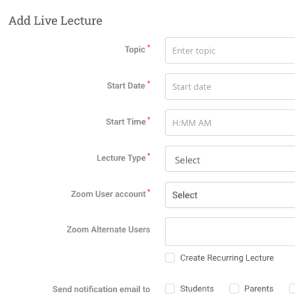 Add Live Lecture
Topic * Enter topic
Start Date * Start date
Start Time * H:MM AM
Lecture Type * Select
Zoom User account * Select
Zoom Alternate Users
Create Recurring Lecture
Send notification email to Students Parents